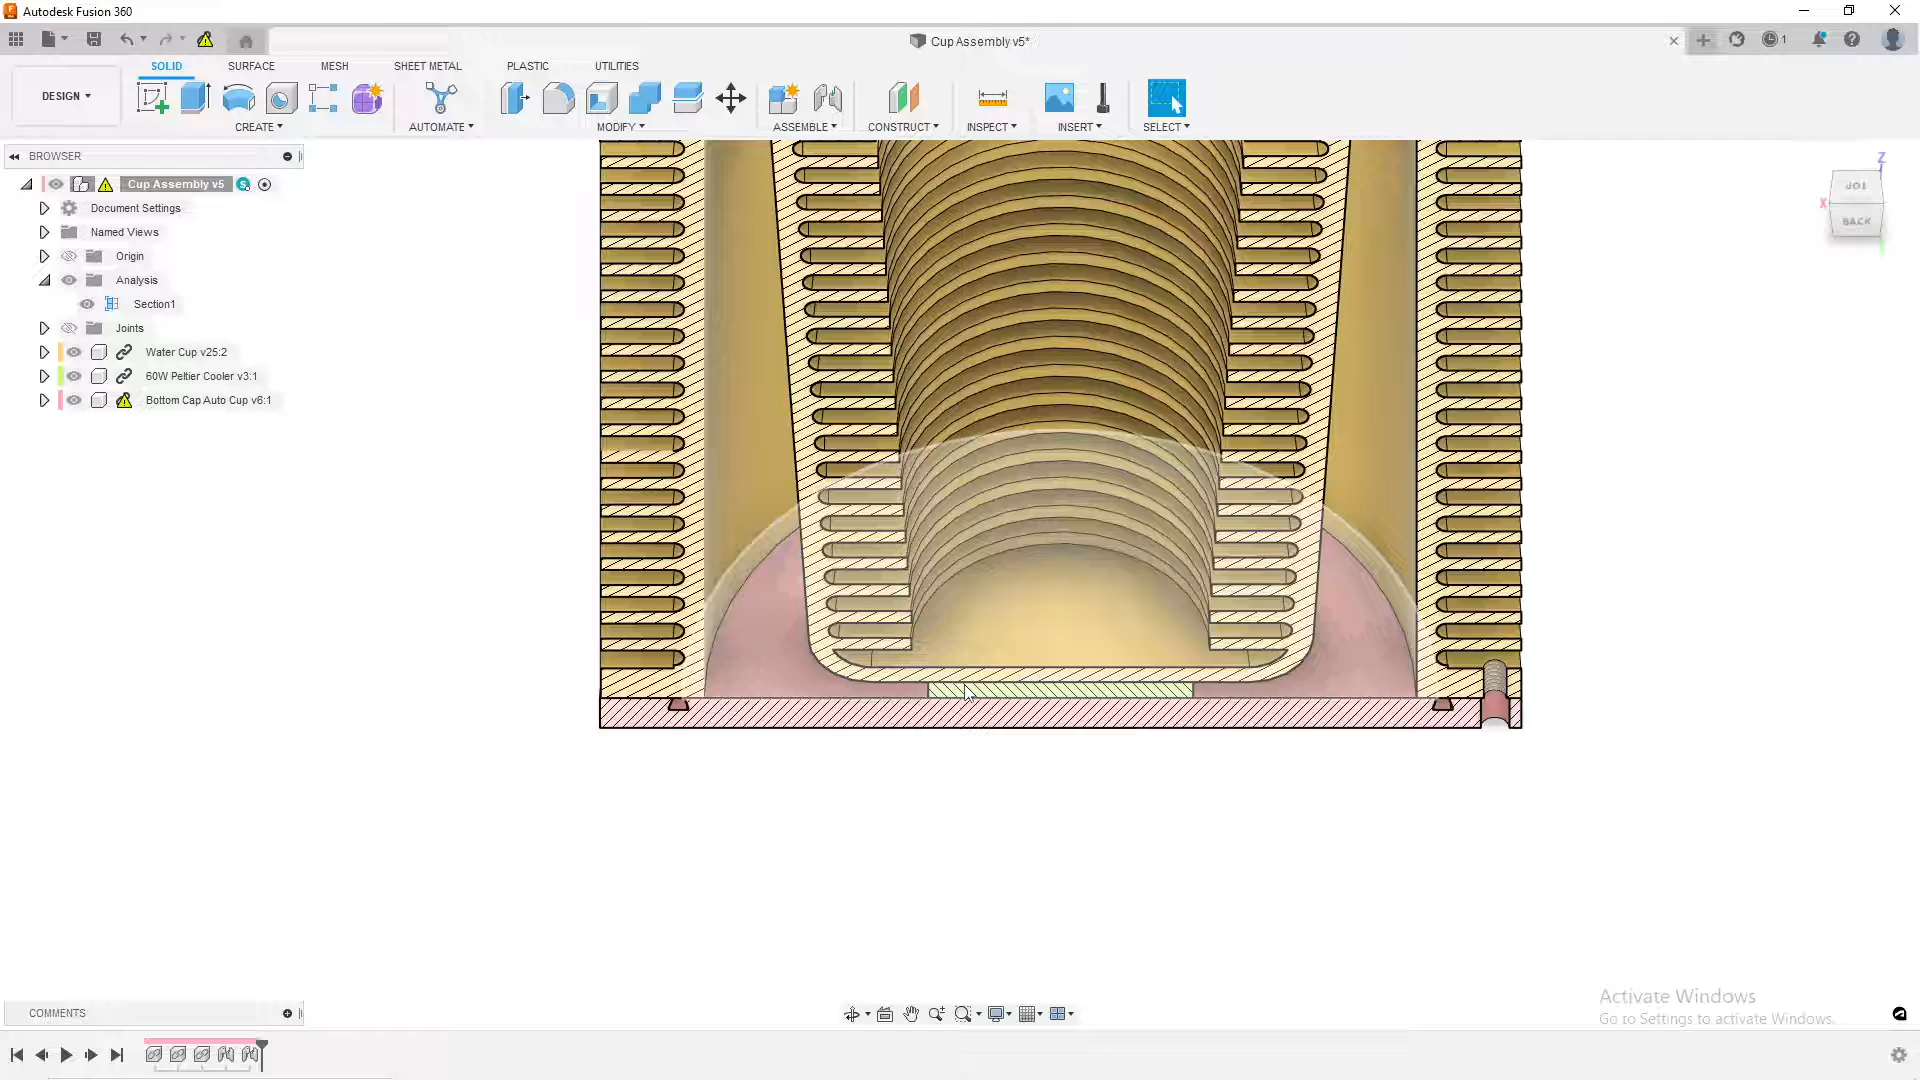 Autodesk Fusion 360
Cup Assembly v5*
1
SOLID SURFACE MESH SHEET METAL PLASTIC UTILITIES
DESIGN
CREATE AUTOMATE MODIFY ASSEMBLE CONSTRUCT INSPECT INSERT SELECT
BROWSER
Cup Assembly v5
Document Settings
Named Views
Origin
Analysis
Section1
Joints
Water Cup v25:2
60W Peltier Cooler v3:1
Bottom Cap Auto Cup v6:1
Z
TOP
X
BACK
Activate Windows
Go to Settings to activate Windows.
COMMENTS